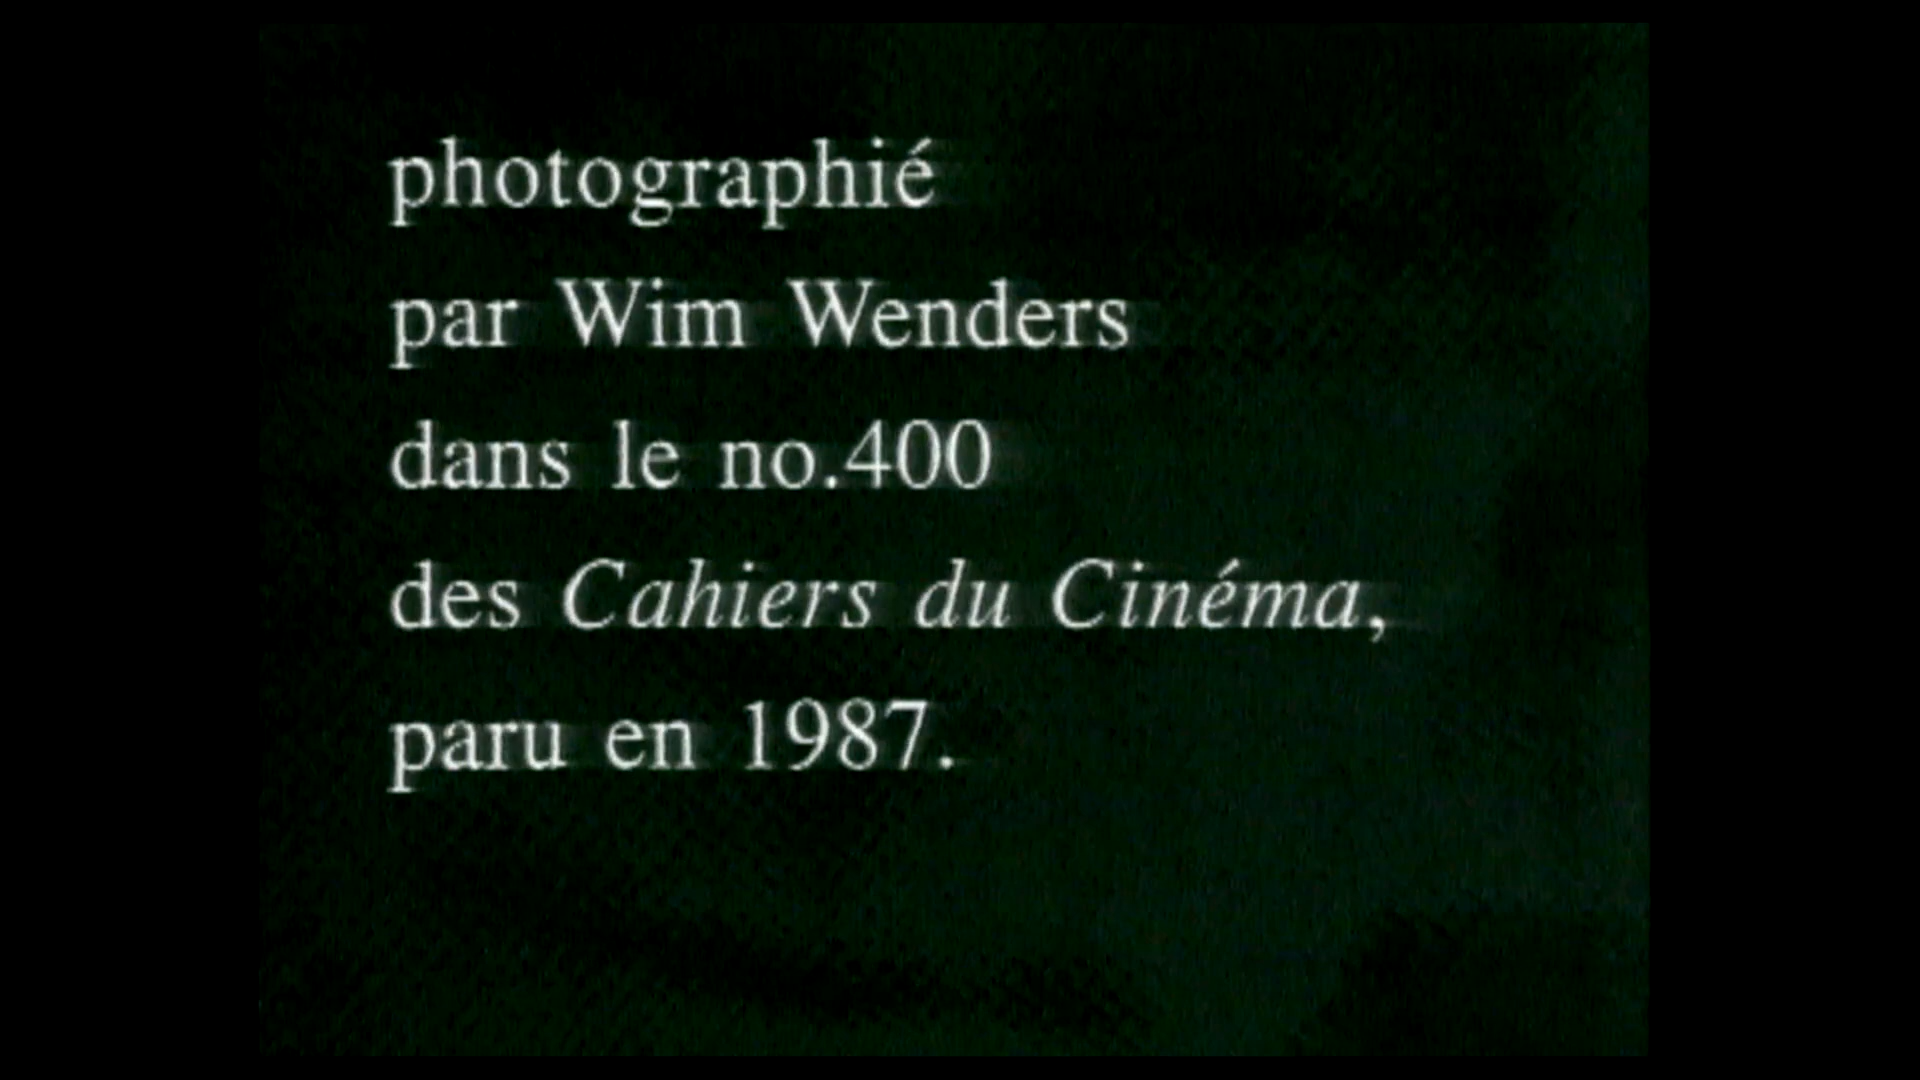 photographié
par Wim Wenders
dans le no.400
des Cahiers du Cinéma,
paru en 1987.